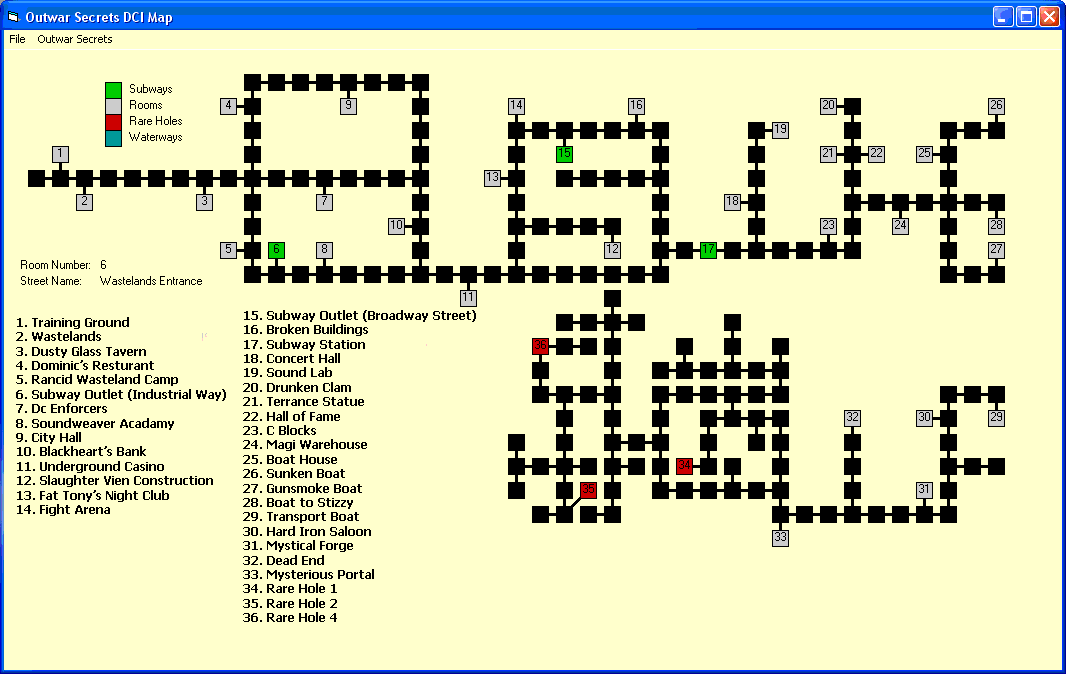 Outwar Secrets DCI Map
File Outwar Secrets
Subways
Rooms
Rare Holes
Waterways
4
9
14
16
20
26
19
1
15
21
22
25
13
2
3
7
18
10
24
23
28
5
6
8
12
17
27
Room Number: 6
Street Name: Wastelands Entrance
11
1. Training Ground
2. Wastelands
3. Dusty Glass Tavern
4. Dominic's Resturant
5. Rancid Wasteland Camp
6. Subway Outlet (Industrial Way)
7. Dc Enforcers
8. Soundweaver Acadamy
9. City Hall
10. Blackheart's Bank
11. Underground Casino
12. Slaughter Vien Construction
13. Fat Tony's Night Club
14. Fight Arena
15. Subway Outlet (Broadway Street)
16. Broken Buildings
17. Subway Station
18. Concert Hall
19. Sound Lab
20. Drunken Clam
21. Terrance Statue
22. Hall of Fame
23. C Blocks
24. Magi Warehouse
25. Boat House
26. Sunken Boat
27. Gunsmoke Boat
28. Boat to Stizzy
29. Transport Boat
30. Hard Iron Saloon
31. Mystical Forge
32. Dead End
33. Mysterious Portal
34. Rare Hole 1
35. Rare Hole 2
36. Rare Hole 4
32
30
29
34
31
33